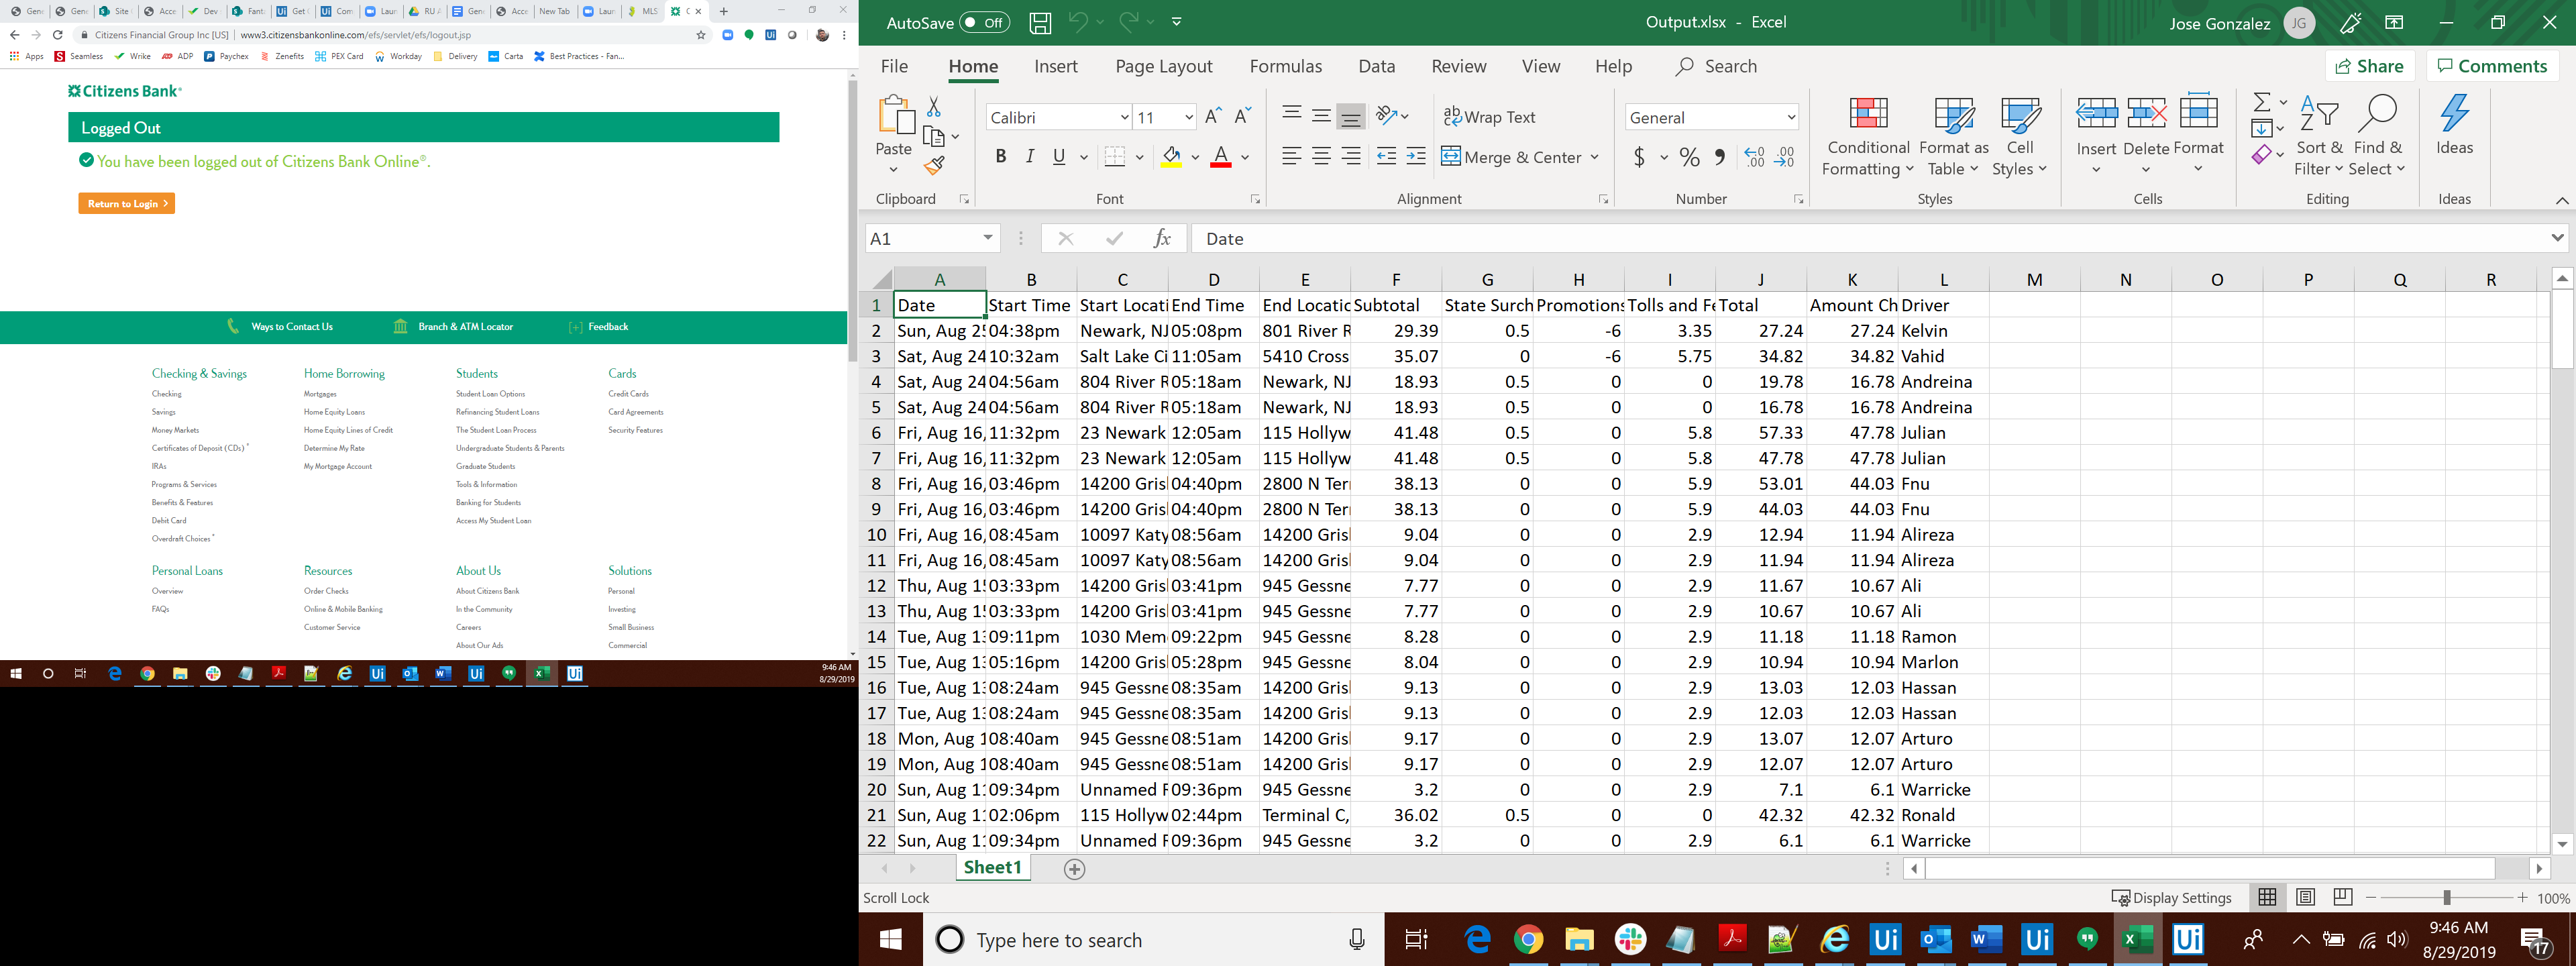 Gene
Gene
Site
Acce
Dev
Fanta
Get
Com
Laun
RU A
Gene
Acce
New Tab
Laun
MLS
C
Citizens Financial Group Inc [US] | www3.citizensbankonline.com/efs/servlet/efs/logout.jsp
Apps Seamless Wrike ADP Paychex Zenefits PEX Card Workday Delivery Carta Best Practices - Fan...
Citizens Bank®
Logged Out
You have been logged out of Citizens Bank Online®.
Return to Login >
Ways to Contact Us Branch & ATM Locator [+] Feedback
Checking & Savings
Checking
Savings
Money Markets
Certificates of Deposit (CDs) *
IRAs
Programs & Services
Benefits & Features
Debit Card
Overdraft Choices *
Home Borrowing
Mortgages
Home Equity Loans
Home Equity Lines of Credit
Determine My Rate
My Mortgage Account
Students
Student Loan Options
Refinancing Student Loans
The Student Loan Process
Undergraduate Students & Parents
Graduate Students
Tools & Information
Banking for Students
Access My Student Loan
Cards
Credit Cards
Card Agreements
Security Features
Personal Loans
Overview
FAQs
Resources
Order Checks
Online & Mobile Banking
Customer Service
About Us
About Citizens Bank
In the Community
Careers
About Our Ads
Solutions
Personal
Investing
Small Business
Commercial
9:46 AM
8/29/2019
AutoSave Off Output.xlsx - Excel Jose Gonzalez JG
File Home Insert Page Layout Formulas Data Review View Help Search Share Comments
Paste
Clipboard
Calibri 11
B I U
Font
Wrap Text
Merge & Center
Alignment
General
$ % 9
Number
Conditional Formatting
Format as Table
Cell Styles
Styles
Insert Delete Format
Cells
Sort & Filter
Find & Select
Editing
Ideas
Ideas
A1 fx Date
A B C D E F G H I J K L M N O P Q R
1 Date Start Time Start Locati End Time End Locatic Subtotal State Surch Promotions Tolls and Fe Total Amount Ch Driver
2 Sun, Aug 25 04:38pm Newark, NJ 05:08pm 801 River R 29.39 0.5 -6 3.35 27.24 27.24 Kelvin
3 Sat, Aug 24 10:32am Salt Lake Ci 11:05am 5410 Cross 35.07 0 -6 5.75 34.82 34.82 Vahid
4 Sat, Aug 24 04:56am 804 River R 05:18am Newark, NJ 18.93 0.5 0 0 19.78 16.78 Andreina
5 Sat, Aug 24 04:56am 804 River R 05:18am Newark, NJ 18.93 0.5 0 0 16.78 16.78 Andreina
6 Fri, Aug 16, 11:32pm 23 Newark 12:05am 115 Hollyw 41.48 0.5 0 5.8 57.33 47.78 Julian
7 Fri, Aug 16, 11:32pm 23 Newark 12:05am 115 Hollyw 41.48 0.5 0 5.8 47.78 47.78 Julian
8 Fri, Aug 16, 03:46pm 14200 Gris 04:40pm 2800 N Ter 38.13 0 0 5.9 53.01 44.03 Fnu
9 Fri, Aug 16, 03:46pm 14200 Gris 04:40pm 2800 N Ter 38.13 0 0 5.9 44.03 44.03 Fnu
10 Fri, Aug 16, 08:45am 10097 Katy 08:56am 14200 Gris 9.04 0 0 2.9 12.94 11.94 Alireza
11 Fri, Aug 16, 08:45am 10097 Katy 08:56am 14200 Gris 9.04 0 0 2.9 11.94 11.94 Alireza
12 Thu, Aug 15 03:33pm 14200 Gris 03:41pm 945 Gessne 7.77 0 0 2.9 11.67 10.67 Ali
13 Thu, Aug 15 03:33pm 14200 Gris 03:41pm 945 Gessne 7.77 0 0 2.9 10.67 10.67 Ali
14 Tue, Aug 13 09:11pm 1030 Mem 09:22pm 945 Gessne 8.28 0 0 2.9 11.18 11.18 Ramon
15 Tue, Aug 13 05:16pm 14200 Gris 05:28pm 945 Gessne 8.04 0 0 2.9 10.94 10.94 Marlon
16 Tue, Aug 13 08:24am 945 Gessne 08:35am 14200 Gris 9.13 0 0 2.9 13.03 12.03 Hassan
17 Tue, Aug 13 08:24am 945 Gessne 08:35am 14200 Gris 9.13 0 0 2.9 12.03 12.03 Hassan
18 Mon, Aug 1 08:40am 945 Gessne 08:51am 14200 Gris 9.17 0 0 2.9 13.07 12.07 Arturo
19 Mon, Aug 1 08:40am 945 Gessne 08:51am 14200 Gris 9.17 0 0 2.9 12.07 12.07 Arturo
20 Sun, Aug 11 09:34pm Unnamed F 09:36pm 945 Gessne 3.2 0 0 2.9 7.1 6.1 Warricke
21 Sun, Aug 11 02:06pm 115 Hollyw 02:44pm Terminal C, 36.02 0.5 0 0 42.32 42.32 Ronald
22 Sun, Aug 11 09:34pm Unnamed F 09:36pm 945 Gessne 3.2 0 0 2.9 6.1 6.1 Warricke
Sheet1
Scroll Lock Display Settings 100%
Type here to search
9:46 AM
8/29/2019
17